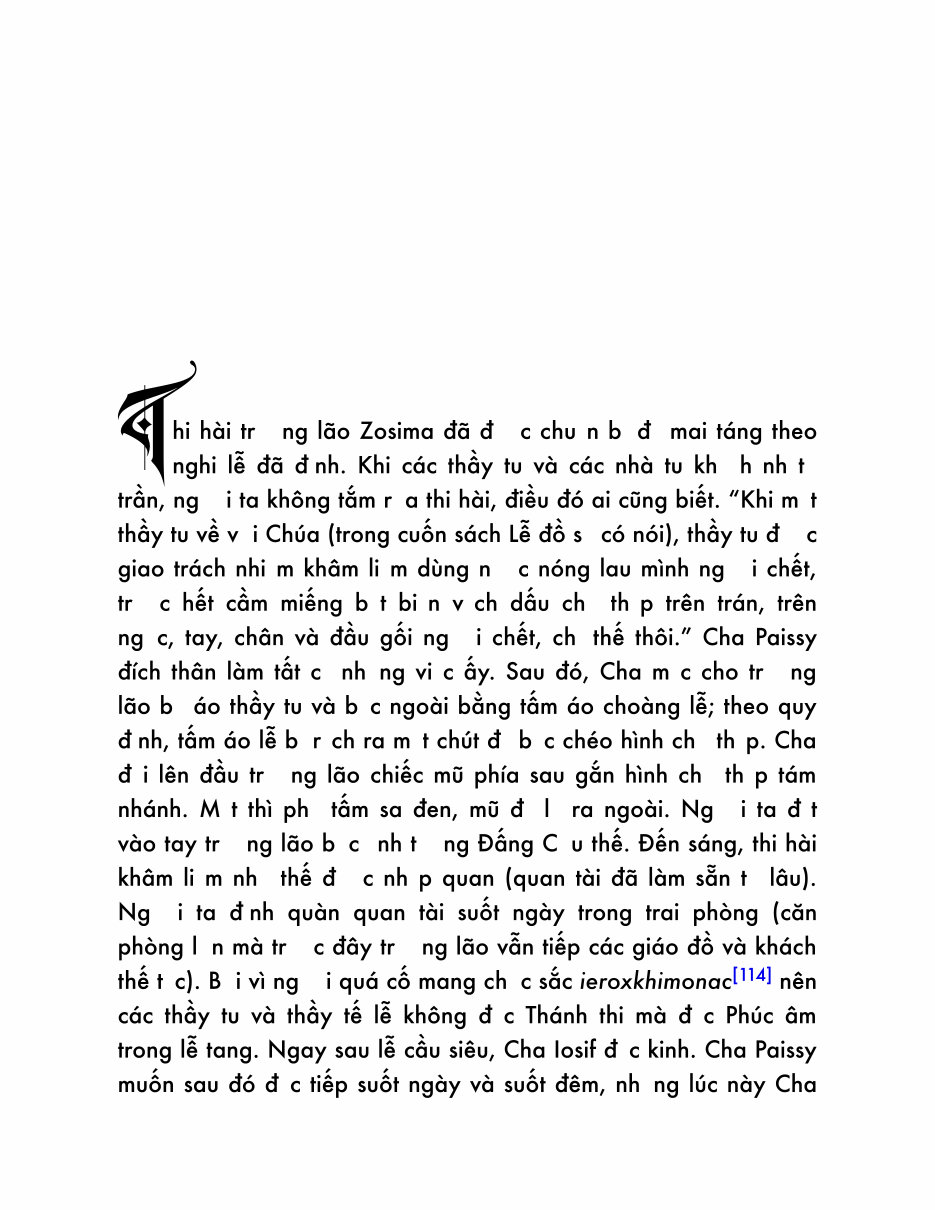 Thi hài tr ng lão Zosima đã đ c chu n b đ mai táng theo
nghi lễ đã đ nh. Khi các thầy tu và các nhà tu kh h nh t
trần, ng i ta không tắm r a thi hài, điều đó ai cũng biết. “Khi m t
thầy tu về v i Chúa (trong cuốn sách Lễ đồ s có nói), thầy tu đ c
giao trách nhi m khâm li m dùng n c nóng lau mình ng i chết,
tr c hết cầm miếng b t bi n v ch dấu ch th p trên trán, trên
ng c, tay, chân và đầu gối ng i chết, ch thế thôi.” Cha Paissy
đích thân làm tất c nh ng vi c ấy. Sau đó, Cha m c cho tr ng
lão b áo thầy tu và b c ngoài bằng tấm áo choàng lễ; theo quy
đ nh, tấm áo lễ b r ch ra m t chút đ b c chéo hình ch th p. Cha
đ i lên đầu tr ng lão chiếc mũ phía sau gắn hình ch th p tám
nhánh. M t thì ph tấm sa đen, mũ đ l ra ngoài. Ng i ta đ t
vào tay tr ng lão b c nh t ng Đấng C u thế. Đến sáng, thi hài
khâm li m nh thế đ c nh p quan (quan tài đã làm sẵn t lâu).
Ng i ta đ nh quàn quan tài suốt ngày trong trai phòng (căn
phòng l n mà tr c đây tr ng lão vẫn tiếp các giáo đồ và khách
thế t c). B i vì ng i quá cố mang ch c sắc ieroxkhimonac[114] nên
các thầy tu và thầy tế lễ không đ c Thánh thi mà đ c Phúc âm
trong lễ tang. Ngay sau lễ cầu siêu, Cha Iosif đ c kinh. Cha Paissy
muốn sau đó đ c tiếp suốt ngày và suốt đêm, nh ng lúc này Cha